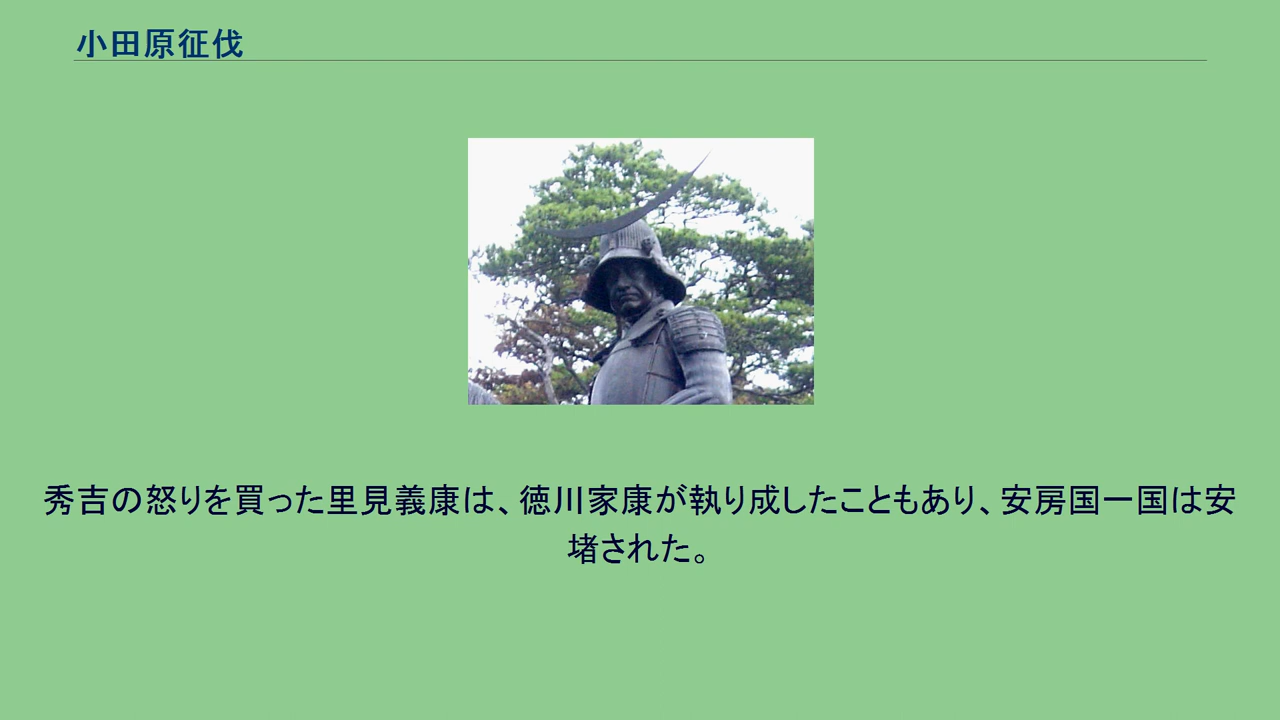 小田原征伐
秀吉の怒りを買った里見義康は、徳川家康が執り成したこともあり、安房国一国は安
堵された。